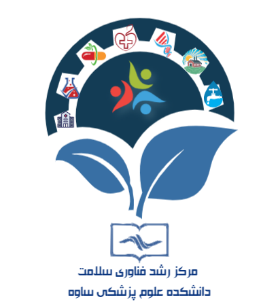 مرکز رشد فناوری سلامت
دانشکده علوم پزشکی ساوه